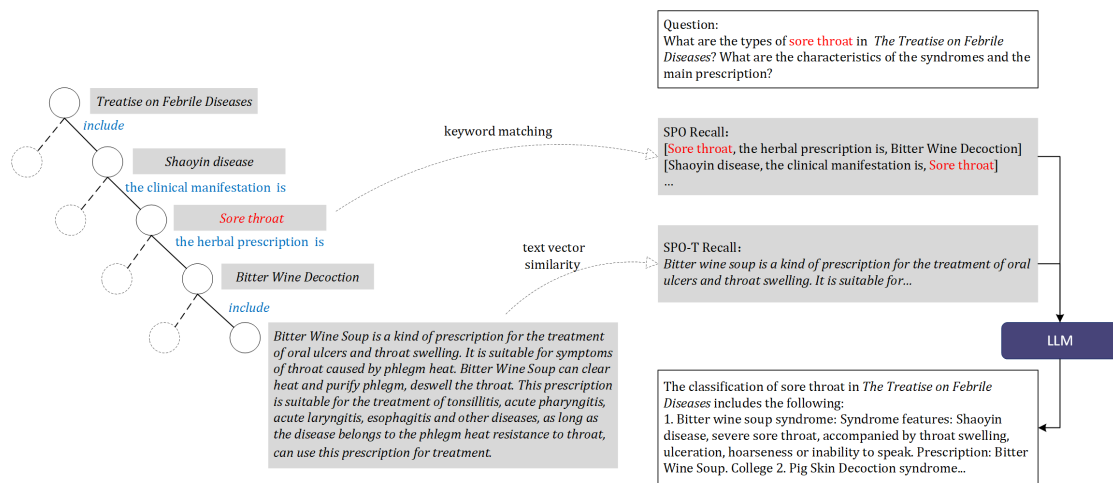 Question:
What are the types of sore throat in The Treatise on Febrile
Diseases? What are the characteristics of the syndromes and the
main prescription?
Treatise on Febrile Diseases
include
Shaoyin disease
the clinical manifestation is
Sore throat
the herbal prescription is
Bitter Wine Decoction
include
Bitter Wine Soup is a kind of prescription for the treatment
of oral ulcers and throat swelling. It is suitable for symptoms
of throat caused by phlegm heat. Bitter Wine Soup can clear
heat and purify phlegm, deswell the throat. This prescription
is suitable for the treatment of tonsillitis, acute pharyngitis,
acute laryngitis, esophagitis and other diseases, as long as
the disease belongs to the phlegm heat resistance to throat,
can use this prescription for treatment.
keyword matching
text vector
similarity
SPO Recall:
[Sore throat, the herbal prescription is, Bitter Wine Decoction]
[Shaoyin disease, the clinical manifestation is, Sore throat]
...
SPO-T Recall:
Bitter wine soup is a kind of prescription for the treatment of oral
ulcers and throat swelling. It is suitable for...
LLM
The classification of sore throat in The Treatise on Febrile
Diseases includes the following:
1. Bitter wine soup syndrome: Syndrome features: Shaoyin
disease, severe sore throat, accompanied by throat swelling,
ulceration, hoarseness or inability to speak. Prescription: Bitter
Wine Soup. College 2. Pig Skin Decoction syndrome...